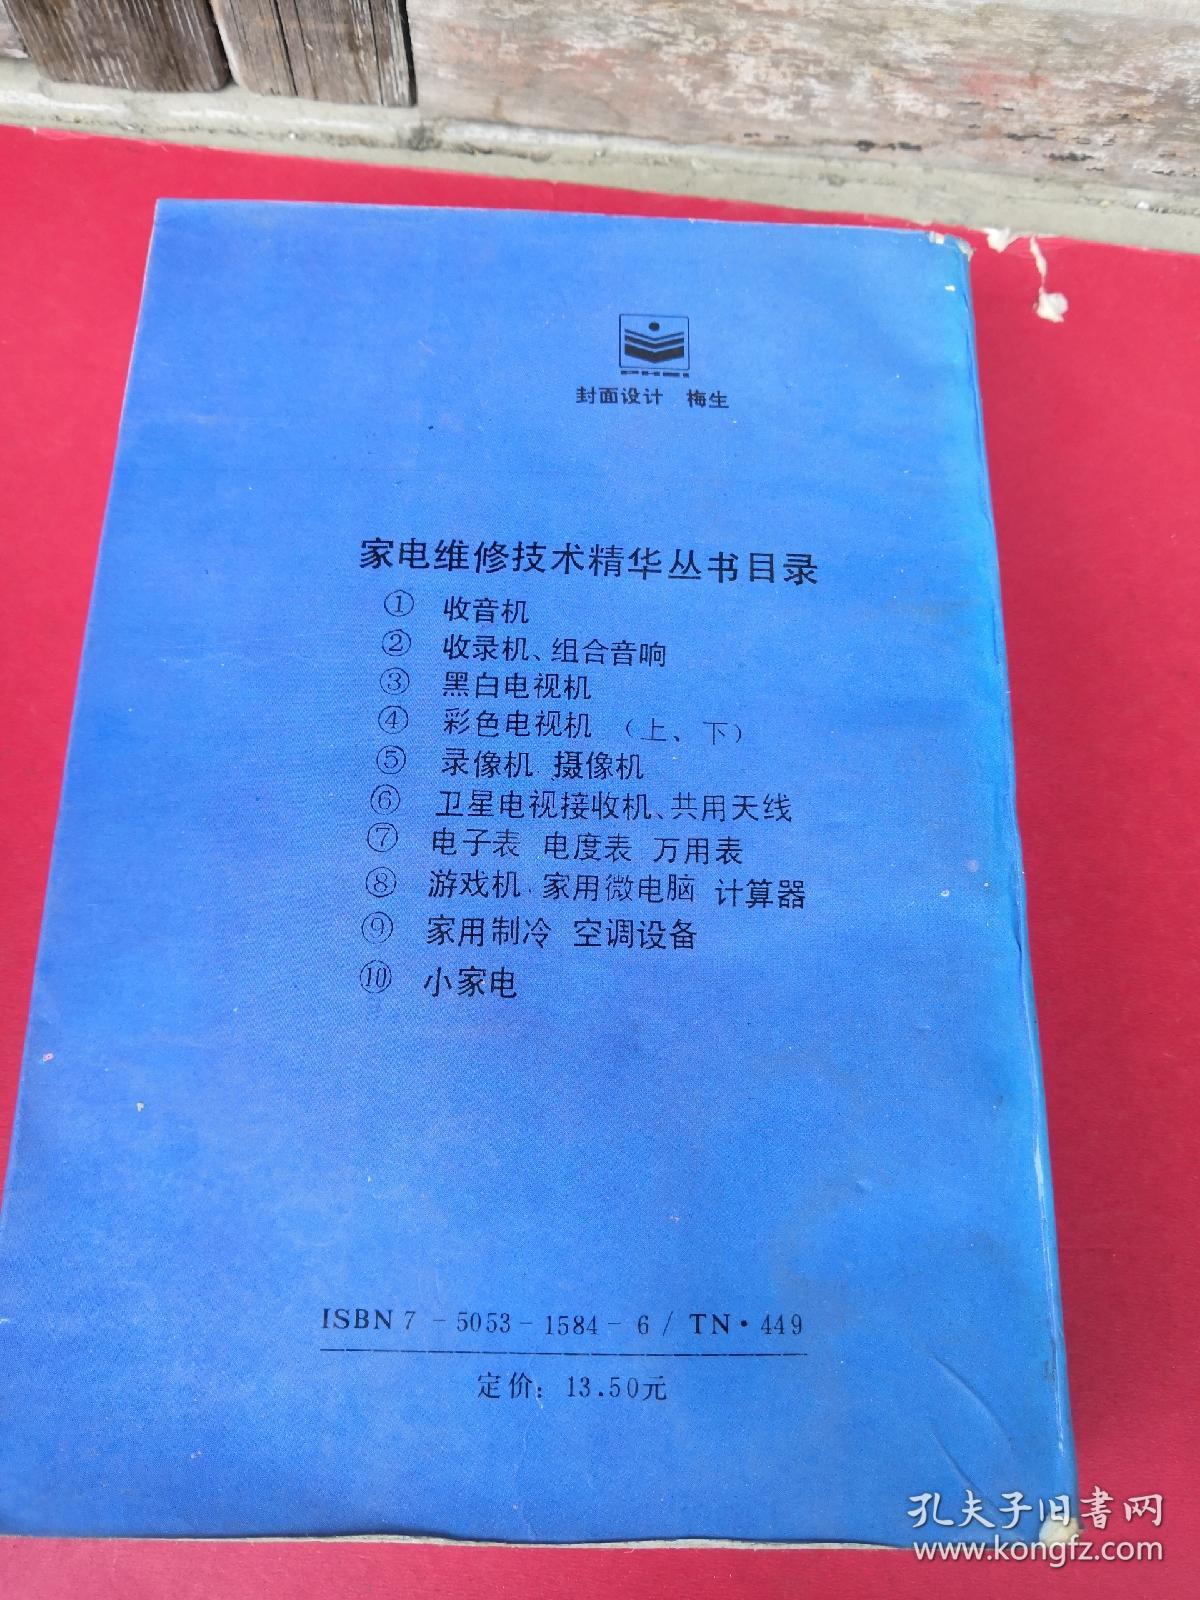 PHEI
封面设计 梅生
家电维修技术精华丛书目录
① 收音机
② 收录机、组合音响
③ 黑白电视机
④ 彩色电视机（上、下）
⑤ 录像机 摄像机
⑥ 卫星电视接收机、共用天线
⑦ 电子表 电度表 万用表
⑧ 游戏机 家用微电脑 计算器
⑨ 家用制冷 空调设备
⑩ 小家电
ISBN 7-5053-1584-6/TN·449
定价：13.50元
孔夫子旧書网
www.kongfz.com